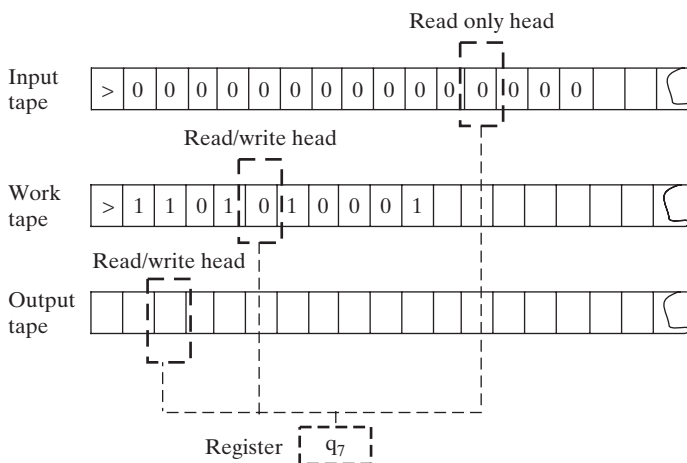 Read only head
Input tape
> 0 0 0 0 0 0 0 0 0 0 0 0 0 0 0
Read/write head
Work tape
> 1 1 0 1 0 1 0 0 0 1
Read/write head
Output tape
Register q₇